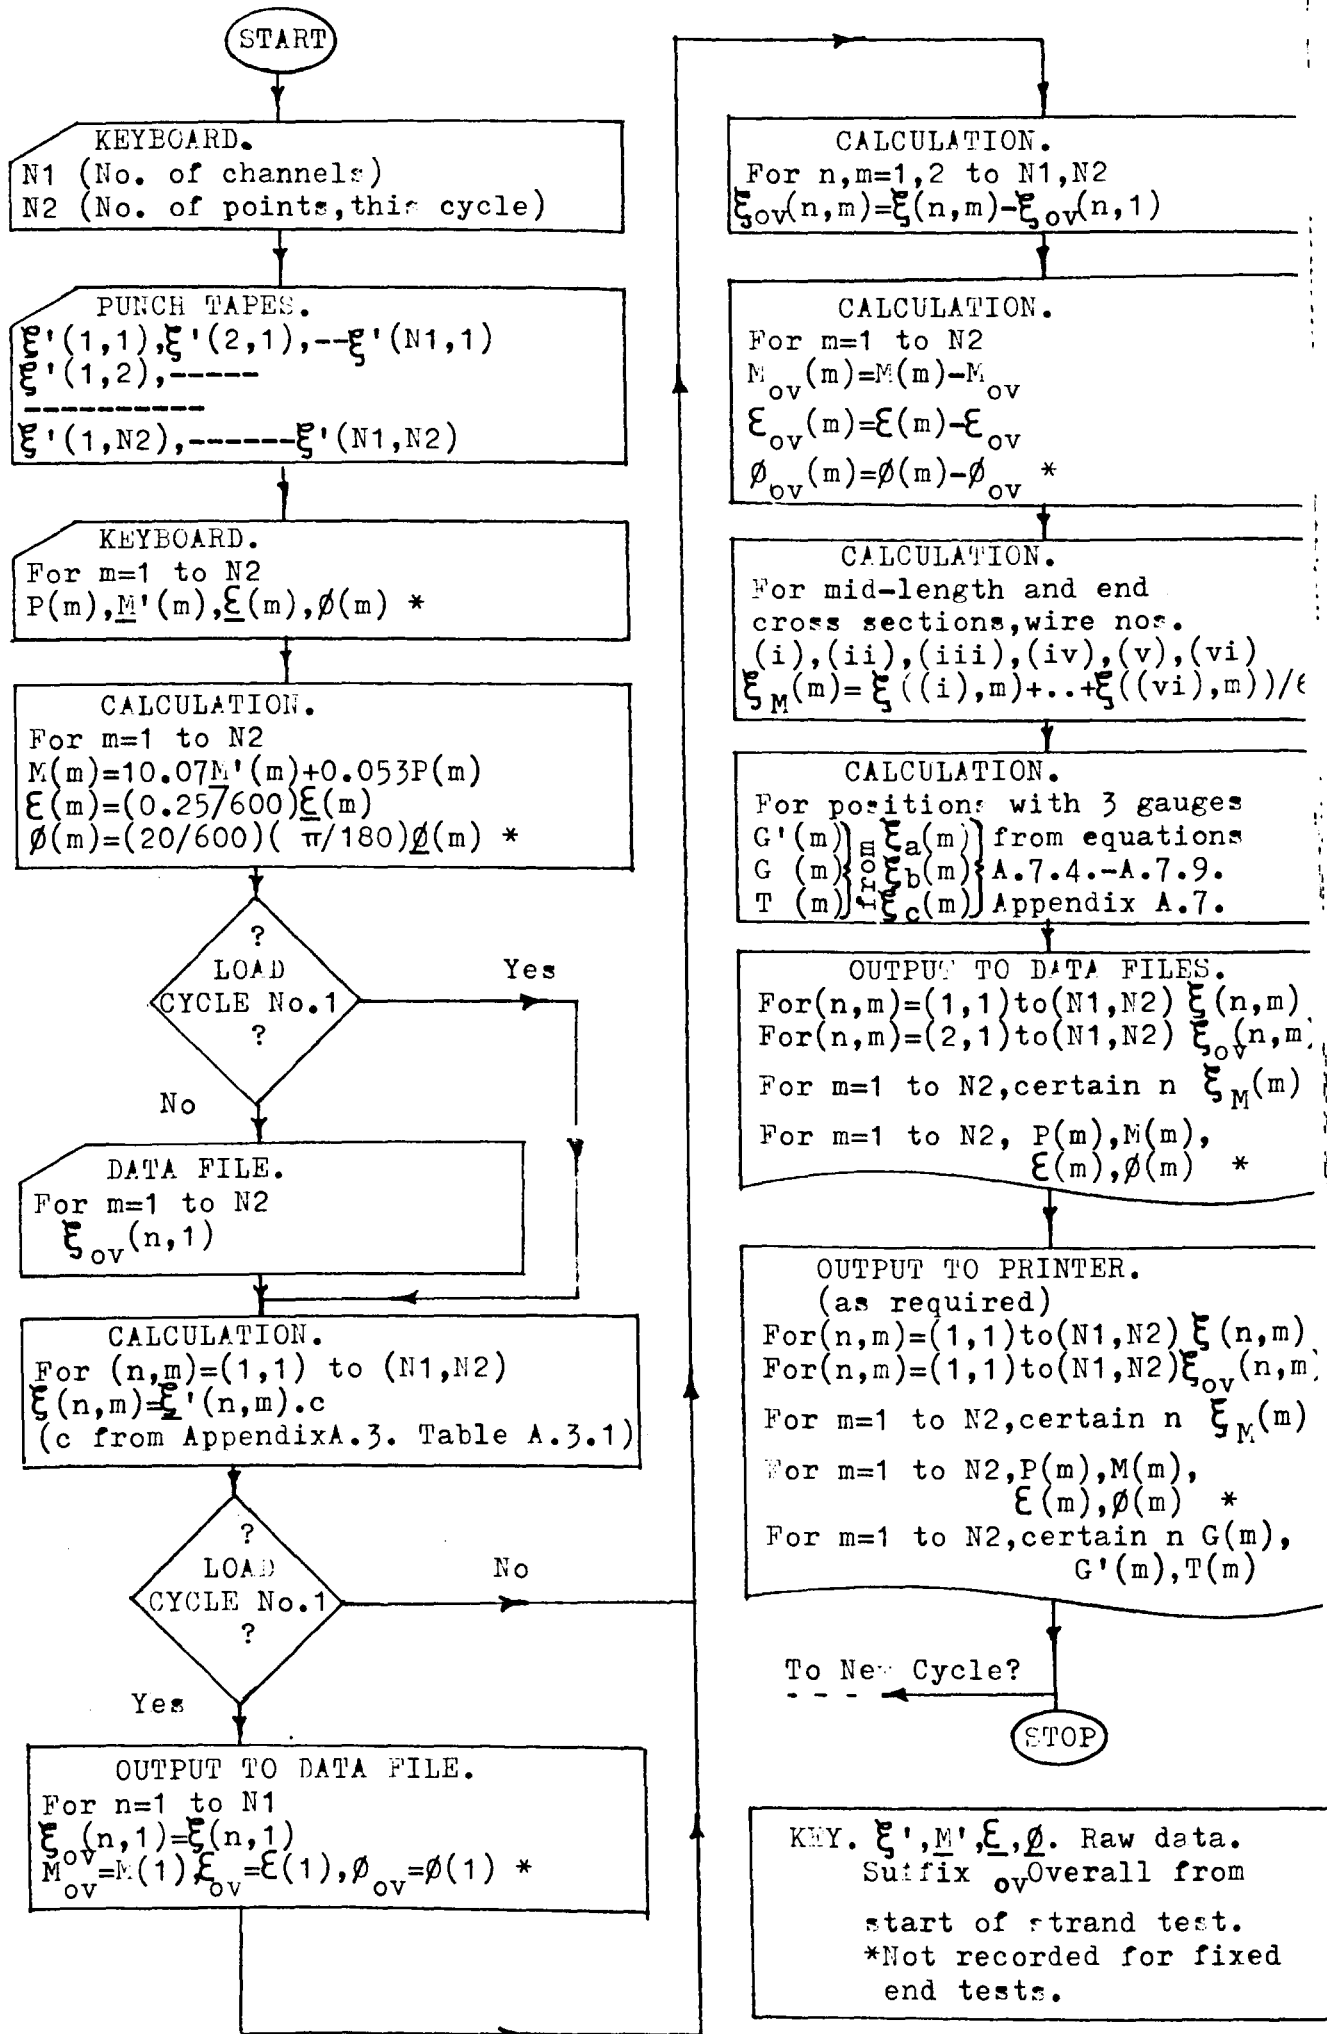 START
KEYBOARD.
N1 (No. of channels)
N2 (No. of points,this cycle)
PUNCH TAPES.
ξ'(1,1),ξ'(2,1),--ξ'(N1,1)
ξ'(1,2),-----
----------
ξ'(1,N2),------ξ'(N1,N2)
KEYBOARD.
For m=1 to N2
P(m),M̲'(m),Ɛ̲(m),ø(m) *
CALCULATION.
For m=1 to N2
M(m)=10.07M'(m)+0.053P(m)
Ɛ(m)=(0.25/600)Ɛ̲(m)
ø(m)=(20/600)( π/180)ø̲(m) *
?
LOAD
CYCLE No.1
?
Yes
No
DATA FILE.
For m=1 to N2
ξov(n,1)
CALCULATION.
For (n,m)=(1,1) to (N1,N2)
ξ(n,m)=ξ̲'(n,m).c
(c from AppendixA.3. Table A.3.1)
?
LOAD
CYCLE No.1
?
No
Yes
OUTPUT TO DATA FILE.
For n=1 to N1
ξov(n,1)=ξ(n,1)
Mov=M(1),Ɛov=Ɛ(1),øov=ø(1) *
CALCULATION.
For n,m=1,2 to N1,N2
ξov(n,m)=ξ(n,m)-ξov(n,1)
CALCULATION.
For m=1 to N2
Mov(m)=M(m)-Mov
Ɛov(m)=Ɛ(m)-Ɛov
øov(m)=ø(m)-øov *
CALCULATION.
For mid-length and end
cross sections,wire nos.
(i),(ii),(iii),(iv),(v),(vi)
ξM(m)= ξ((i),m)+..+ξ((vi),m))/6
CALCULATION.
For positions with 3 gauges
G'(m) from ξa(m) from equations
G (m) ξb(m) A.7.4.-A.7.9.
T (m) ξc(m) Appendix A.7.
OUTPUT TO DATA FILES.
For(n,m)=(1,1)to(N1,N2) ξ(n,m)
For(n,m)=(2,1)to(N1,N2) ξov(n,m)
For m=1 to N2,certain n ξM(m)
For m=1 to N2, P(m),M(m),
Ɛ(m),ø(m) *
OUTPUT TO PRINTER.
(as required)
For(n,m)=(1,1)to(N1,N2) ξ(n,m)
For(n,m)=(1,1)to(N1,N2)ξov(n,m)
For m=1 to N2,certain n ξM(m)
For m=1 to N2,P(m),M(m),
Ɛ(m),ø(m) *
For m=1 to N2,certain n G(m),
G'(m),T(m)
To New Cycle?
STOP
KEY. ξ',M̲',Ɛ̲,ø̲. Raw data.
Suffix ov Overall from
start of strand test.
*Not recorded for fixed
end tests.